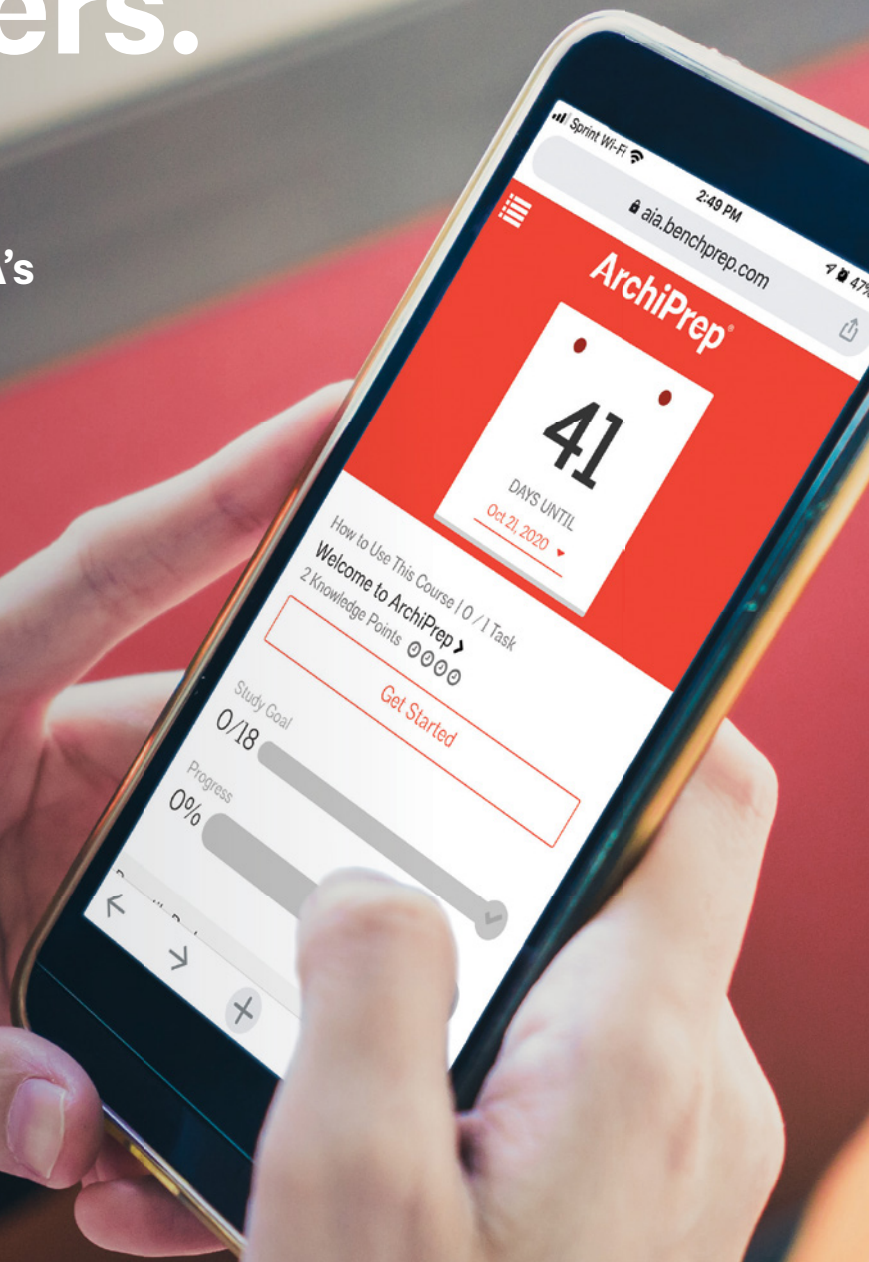 ers.
A's
Sprint Wi-Fi
2:49 PM
47%
aia.benchprep.com
ArchiPrep®
41
DAYS UNTIL
Oct 21, 2020
How to Use This Course | 0 / 1 Task
Welcome to ArchiPrep >
2 Knowledge Points
Get Started
Study Goal
0/18
Progress
0%